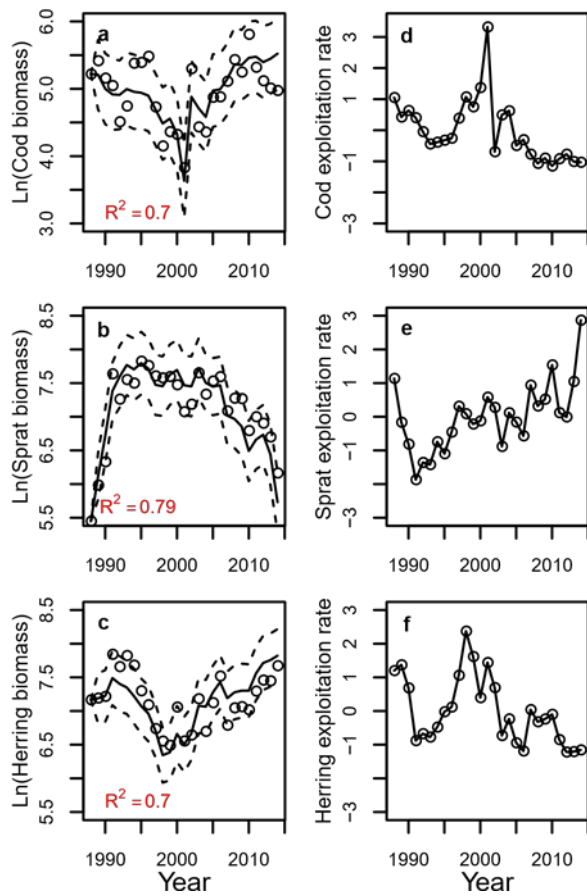 a
Ln(Cod biomass)
3.0 4.0 5.0 6.0
R² = 0.7
1990 2000 2010
d
Cod exploitation rate
−3 −1 1 2 3
1990 2000 2010
b
Ln(Sprat biomass)
5.5 6.5 7.5 8.5
R² = 0.79
1990 2000 2010
e
Sprat exploitation rate
−3 −1 0 1 2 3
1990 2000 2010
c
Ln(Herring biomass)
5.5 6.5 7.5 8.5
R² = 0.7
1990 2000 2010
Year
f
Herring exploitation rate
−3 −1 0 1 2 3
1990 2000 2010
Year